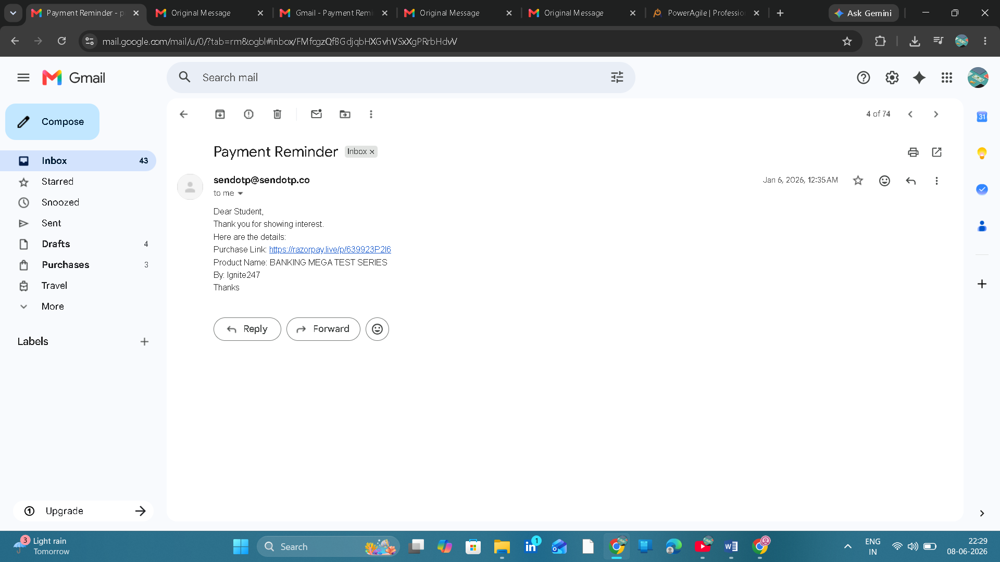 Payment Reminder - p
Original Message
Gmail - Payment Remi
Original Message
Original Message
PowerAgile | Professio
Ask Gemini
mail.google.com/mail/u/0/?tab=rm&ogbl#inbox/FMfcgzQfBGdjqbHXGvhVSxXgPRrbHdvV
Gmail
Search mail
Compose
4 of 74
31
Inbox 43
Starred
Snoozed
Sent
Drafts 4
Purchases 3
Travel
More
Labels
Upgrade
Payment Reminder Inbox
sendotp@sendotp.co
Jan 6, 2026, 12:35 AM
to me
Dear Student,
Thank you for showing interest.
Here are the details:
Purchase Link: https://razorpay.live/p/639923P2I6
Product Name: BANKING MEGA TEST SERIES
By: Ignite247
Thanks
Reply
Forward
3
Light rain
Tomorrow
Search
1
ENG
IN
22:29
08-06-2026